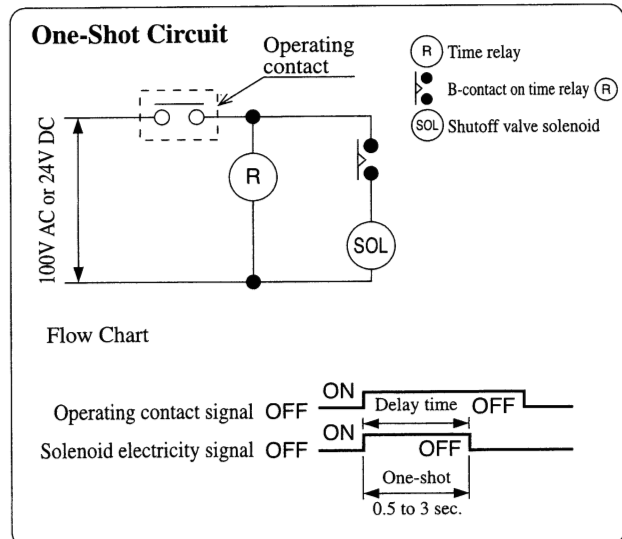 One-Shot Circuit
Operating
contact
R Time relay
B-contact on time relay R
SOL Shutoff valve solenoid
100V AC or 24V DC
R
SOL
Flow Chart
ON
Operating contact signal OFF Delay time OFF
ON
Solenoid electricity signal OFF OFF
One-shot
0.5 to 3 sec.